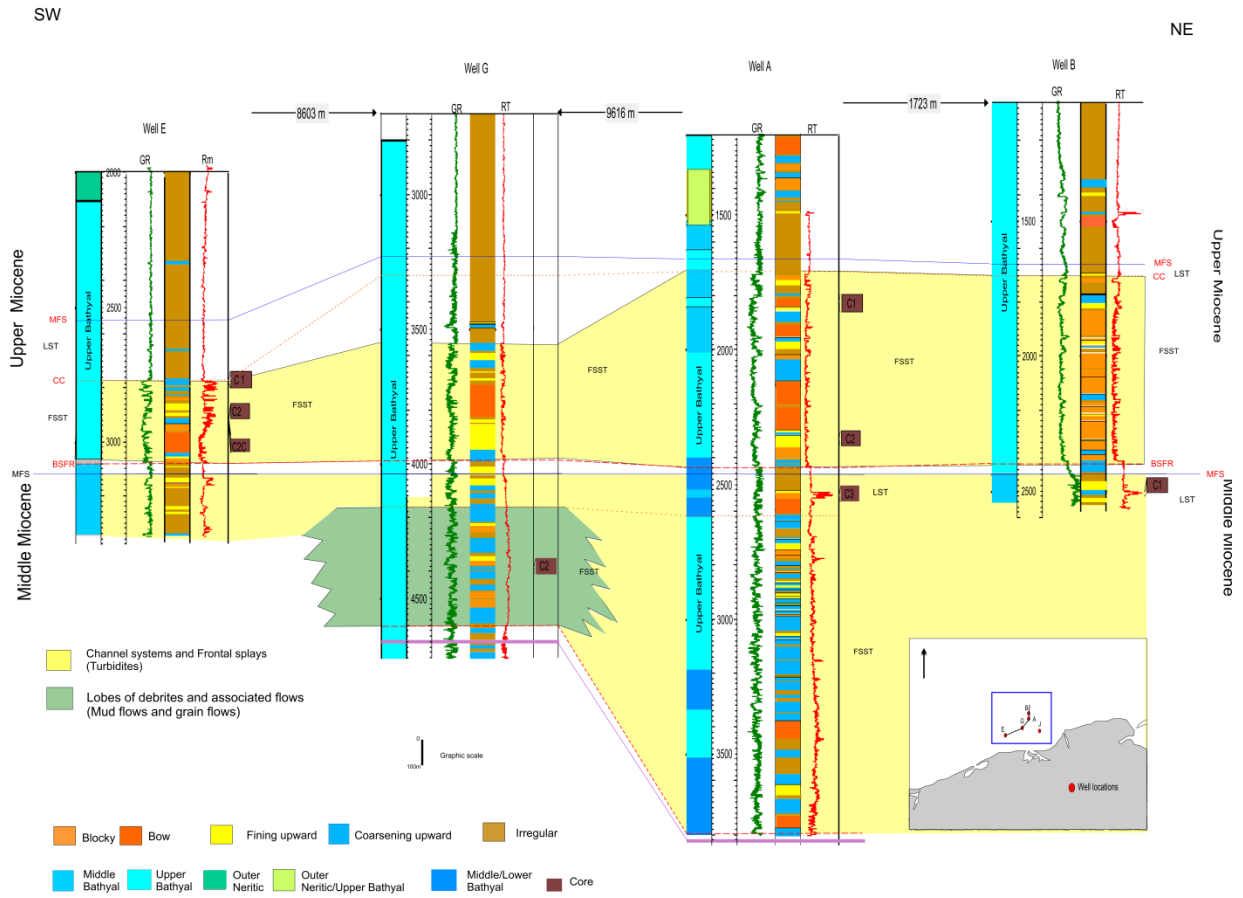 SW
NE
Well G
Well A
Well B
Well E
8603 m
9616 m
1723 m
GR
RT
GR
RT
GR
RT
GR
Rm
2000
2500
3000
3000
3500
4000
4500
1500
2000
2500
3000
3500
1500
2000
2500
Upper Bathyal
Upper Bathyal
Upper Bathyal
Upper Bathyal
Upper Bathyal
Upper Miocene
Middle Miocene
Upper Miocene
Middle Miocene
MFS
LST
CC
FSST
BSFR
MFS
C1
C2
C2C
FSST
C2
FSST
FSST
C1
C2
C3
LST
FSST
FSST
MFS
CC
LST
FSST
BSFR
MFS
C1
LST
Channel systems and Frontal splays
(Turbidites)
Lobes of debrites and associated flows
(Mud flows and grain flows)
0
100m
Graphic scale
E
G
A
J
Well locations
Blocky
Bow
Fining upward
Coarsening upward
Irregular
Middle
Bathyal
Upper
Bathyal
Outer
Neritic
Outer
Neritic/Upper Bathyal
Middle/Lower
Bathyal
Core